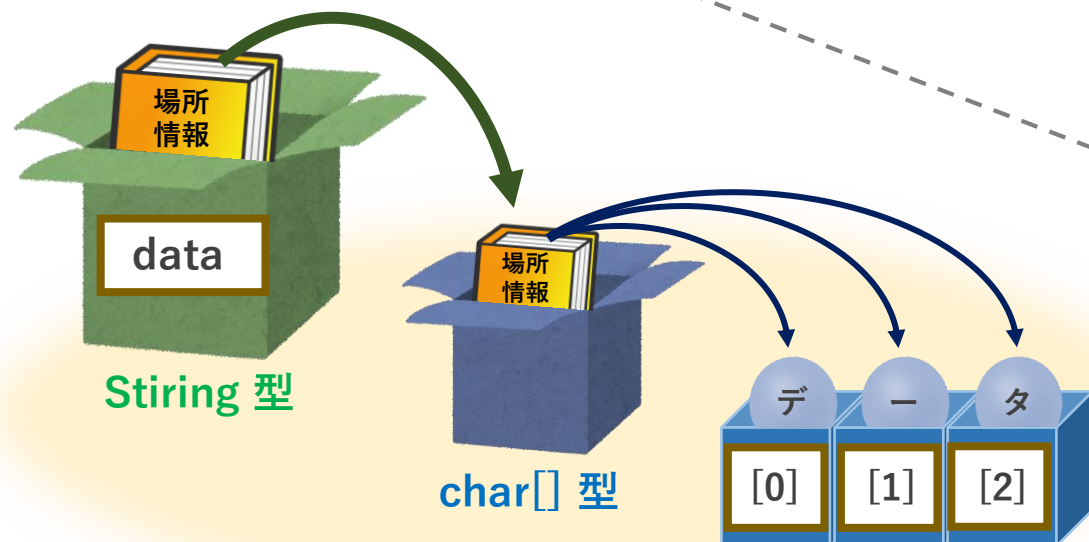 場所
情報
data
Stiring 型
場所
情報
char[] 型
デ
ー
タ
[0]
[1]
[2]